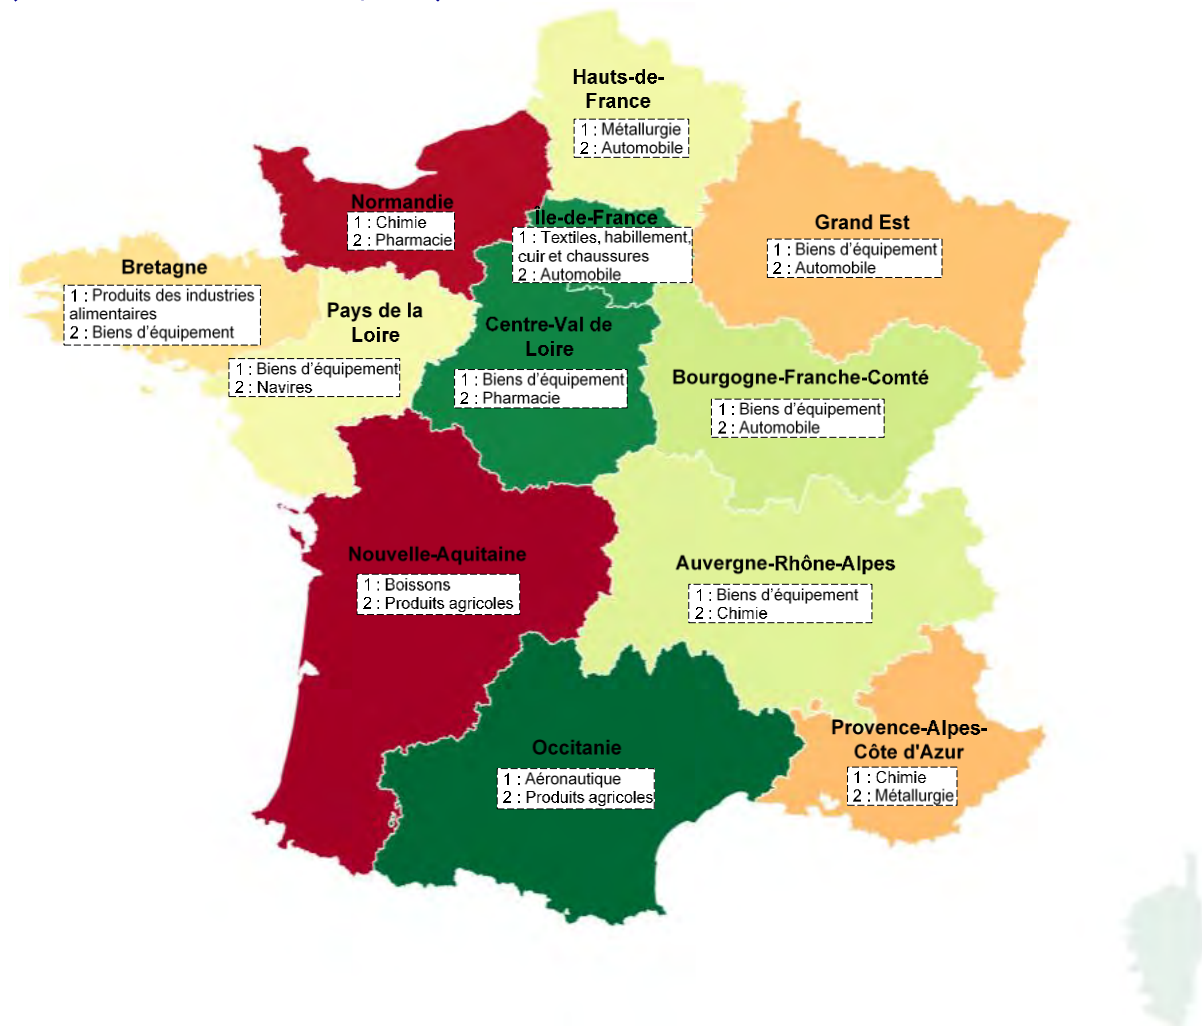 Hauts-de-
France
1 : Métallurgie
2 : Automobile
Normandie
1 : Chimie
2 : Pharmacie
Île-de-France
1 : Textiles, habillement,
cuir et chaussures
2 : Automobile
Grand Est
1 : Biens d'équipement
2 : Automobile
Bretagne
1 : Produits des industries
alimentaires
2 : Biens d'équipement
Pays de la
Loire
1 : Biens d'équipement
2 : Navires
Centre-Val de
Loire
1 : Biens d'équipement
2 : Pharmacie
Bourgogne-Franche-Comté
1 : Biens d'équipement
2 : Automobile
Nouvelle-Aquitaine
1 : Boissons
2 : Produits agricoles
Auvergne-Rhône-Alpes
1 : Biens d'équipement
2 : Chimie
Occitanie
1 : Aéronautique
2 : Produits agricoles
Provence-Alpes-
Côte d'Azur
1 : Chimie
2 : Métallurgie